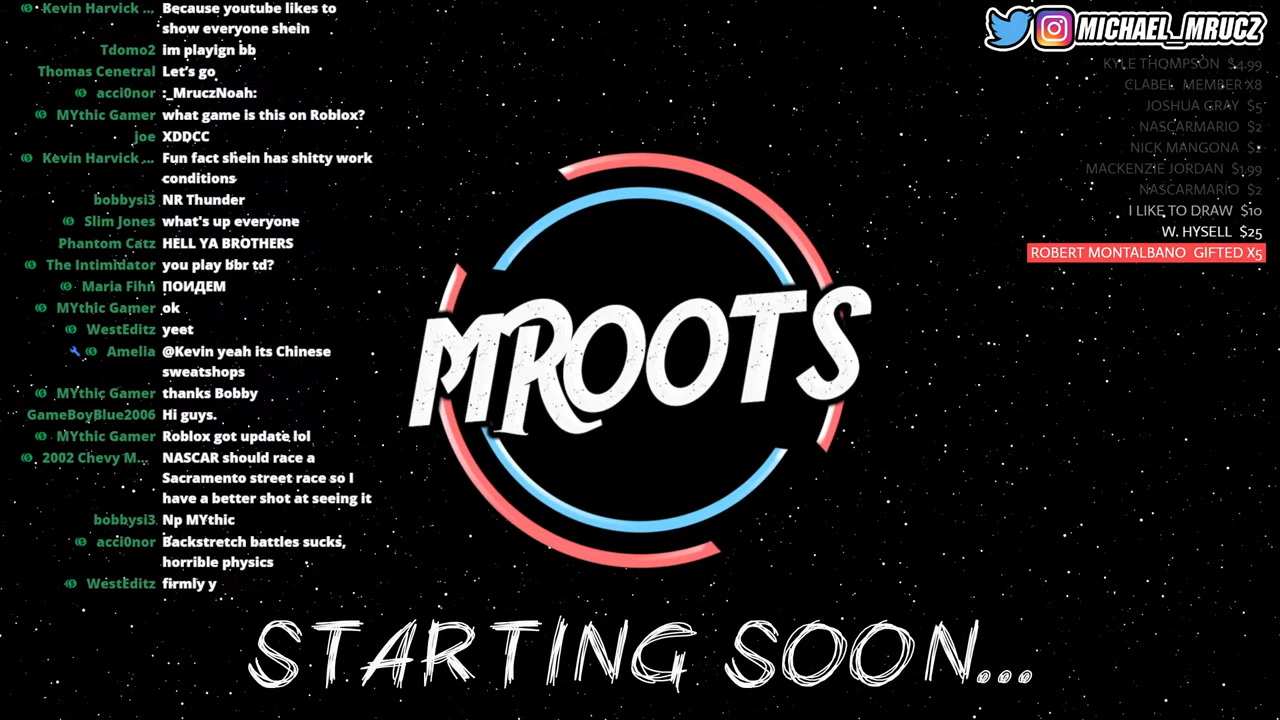 Kevin Harvick ... Because youtube likes to
show everyone shein
Tdomo2 im playign bb
Thomas Cenetral Let's go
acci0nor :_MruczNoah:
MYthic Gamer what game is this on Roblox?
joe XDDCC
Kevin Harvick ... Fun fact shein has shitty work
conditions
bobbysi3 NR Thunder
Slim Jones what's up everyone
Phantom Catz HELL YA BROTHERS
The Intimidator you play bbr td?
Maria Fihn ПОИДЕМ
MYthic Gamer ok
WestEditz yeet
Amelia @Kevin yeah its Chinese
sweatshops
MYthic Gamer thanks Bobby
GameBoyBlue2006 Hi guys.
MYthic Gamer Roblox got update lol
2002 Chevy M... NASCAR should race a
Sacramento street race so I
have a better shot at seeing it
bobbysi3 Np MYthic
acci0nor Backstretch battles sucks,
horrible physics
WestEditz firmly y
MROOTS
STARTING SOON...
MICHAEL_MRUCZ
KYLE THOMPSON $4.99
CLABEL MEMBER X8
JOSHUA GRAY $5
NASCARMARIO $2
NICK MANGONA $2
MACKENZIE JORDAN $1.99
NASCARMARIO $2
I LIKE TO DRAW $10
W. HYSELL $25
ROBERT MONTALBANO GIFTED X5